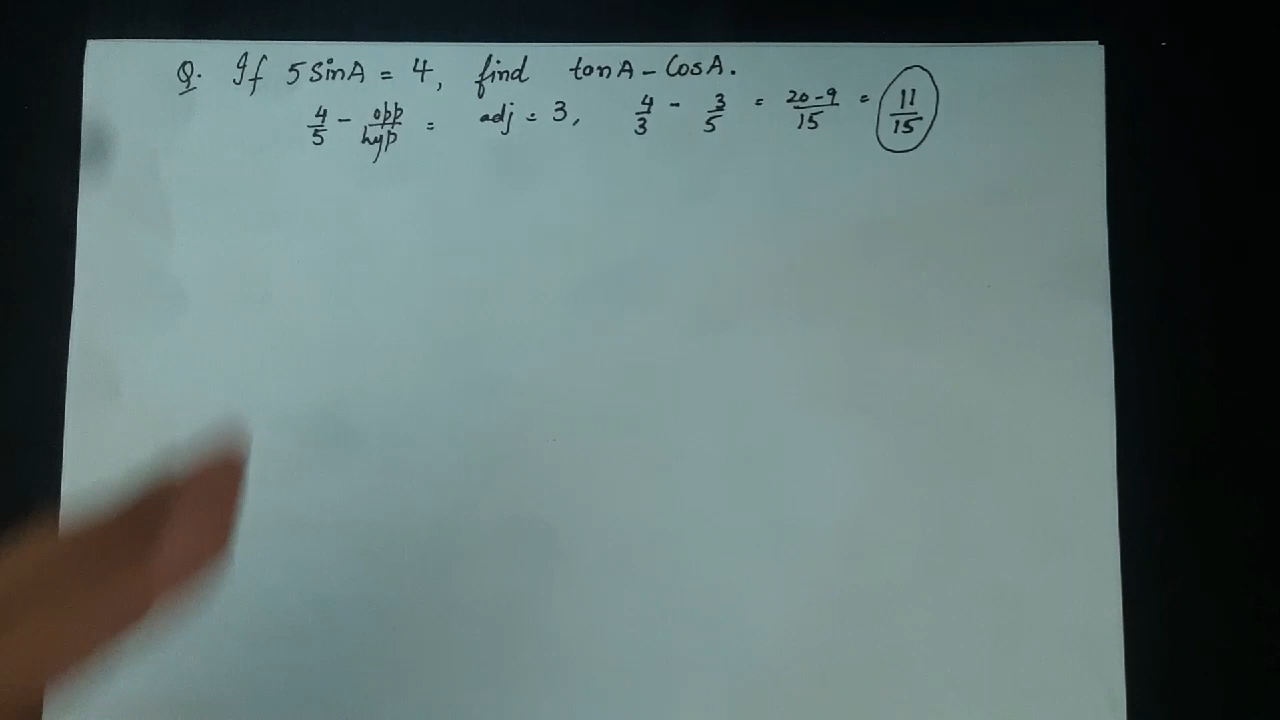 Q. If 5 SinA = 4, find tanA - CosA.
4/5 - opp/hyp = adj = 3, 4/3 - 3/5 = 20-9/15 = 11/15